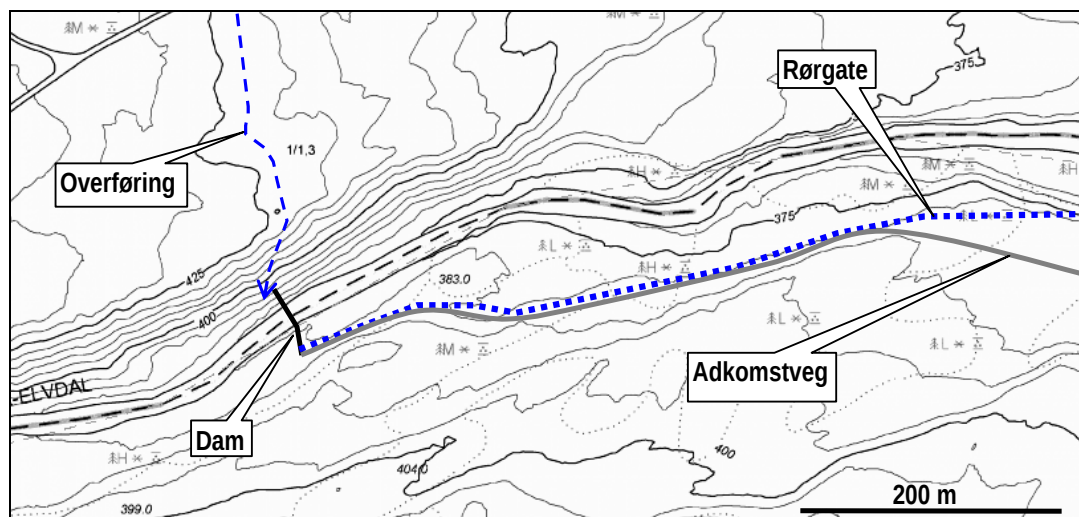 M
M
375
Rørgate
1/1,3
Overføring
H
M
M
H
375
L
425
383.0
H
400
L
L
M
Adkomstveg
-ELVDAL
Dam
H
404.0
400
399.0
200 m